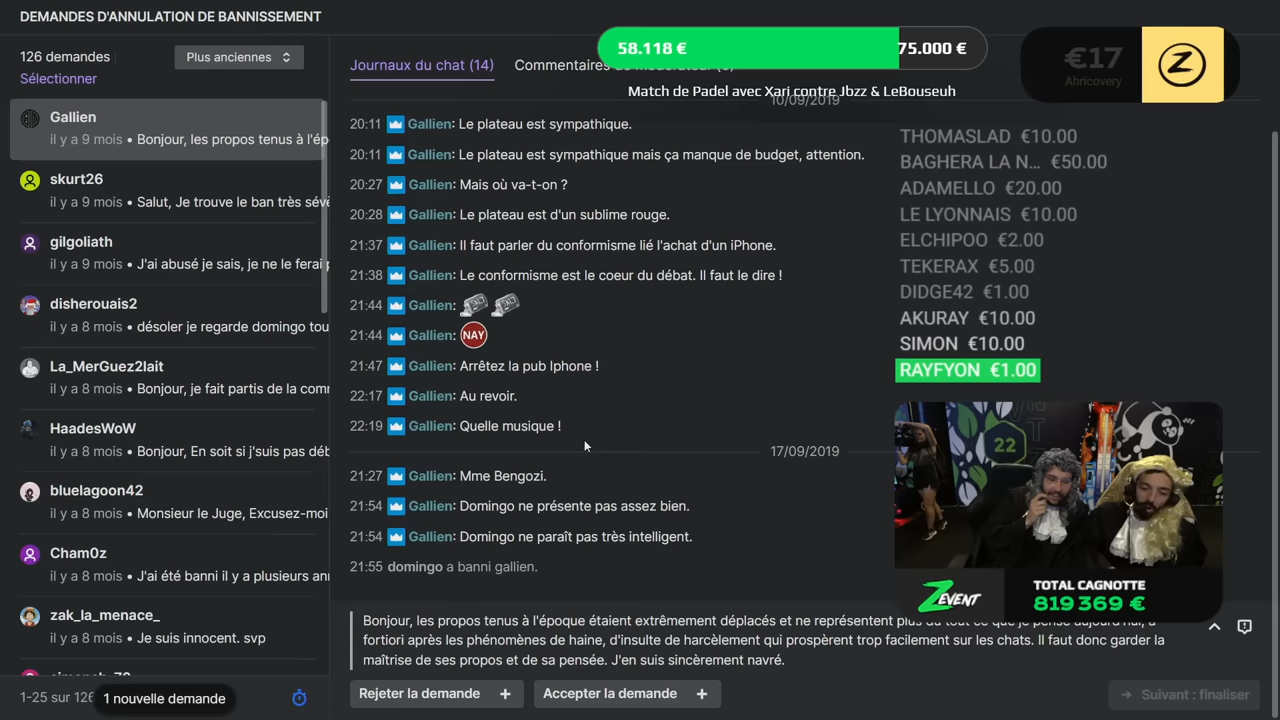 DEMANDES D'ANNULATION DE BANNISSEMENT
126 demandes
Plus anciennes
Sélectionner
Gallien
il y a 9 mois • Bonjour, les propos tenus à l'ép
skurt26
il y a 9 mois • Salut, Je trouve le ban très sévè
gilgoliath
il y a 9 mois • J'ai abusé je sais, je ne le ferai p
disherouais2
il y a 8 mois • désoler je regarde domingo tou
La_MerGuez2lait
il y a 8 mois • Bonjour, je fait partis de la com
HaadesWoW
il y a 8 mois • Bonjour, En soit si j'suis pas déb
bluelagoon42
il y a 8 mois • Monsieur le Juge, Excusez-moi
Cham0z
il y a 8 mois • J'ai été banni il y a plusieurs ann
zak_la_menace_
il y a 8 mois • Je suis innocent. svp
1-25 sur 126
1 nouvelle demande
Journaux du chat (14)
Commentaires
58.118 €
75.000 €
Match de Padel avec Xari contre Jbzz & LeBouseuh
€17
Ahricovery
10/09/2019
20:11 Gallien: Le plateau est sympathique.
20:11 Gallien: Le plateau est sympathique mais ça manque de budget, attention.
20:27 Gallien: Mais où va-t-on ?
20:28 Gallien: Le plateau est d'un sublime rouge.
21:37 Gallien: Il faut parler du conformisme lié l'achat d'un iPhone.
21:38 Gallien: Le conformisme est le coeur du débat. Il faut le dire !
21:44 Gallien:
21:44 Gallien: NAY
21:47 Gallien: Arrêtez la pub Iphone !
22:17 Gallien: Au revoir.
22:19 Gallien: Quelle musique !
17/09/2019
21:27 Gallien: Mme Bengozi.
21:54 Gallien: Domingo ne présente pas assez bien.
21:54 Gallien: Domingo ne paraît pas très intelligent.
21:55 domingo a banni gallien.
Bonjour, les propos tenus à l'époque étaient extrêmement déplacés et ne représentent plus du tout ce que je pense aujourd'hui, a
fortiori après les phénomènes de haine, d'insulte de harcèlement qui prospèrent trop facilement sur les chats. Il faut donc garder la
maîtrise de ses propos et de sa pensée. J'en suis sincèrement navré.
Rejeter la demande +
Accepter la demande +
Suivant : finaliser
THOMASLAD €10.00
BAGHERA LA N... €50.00
ADAMELLO €20.00
LE LYONNAIS €10.00
ELCHIPOO €2.00
TEKERAX €5.00
DIDGE42 €1.00
AKURAY €10.00
SIMON €10.00
RAYFYON €1.00
22
ZEVENT
TOTAL CAGNOTTE
819 369 €